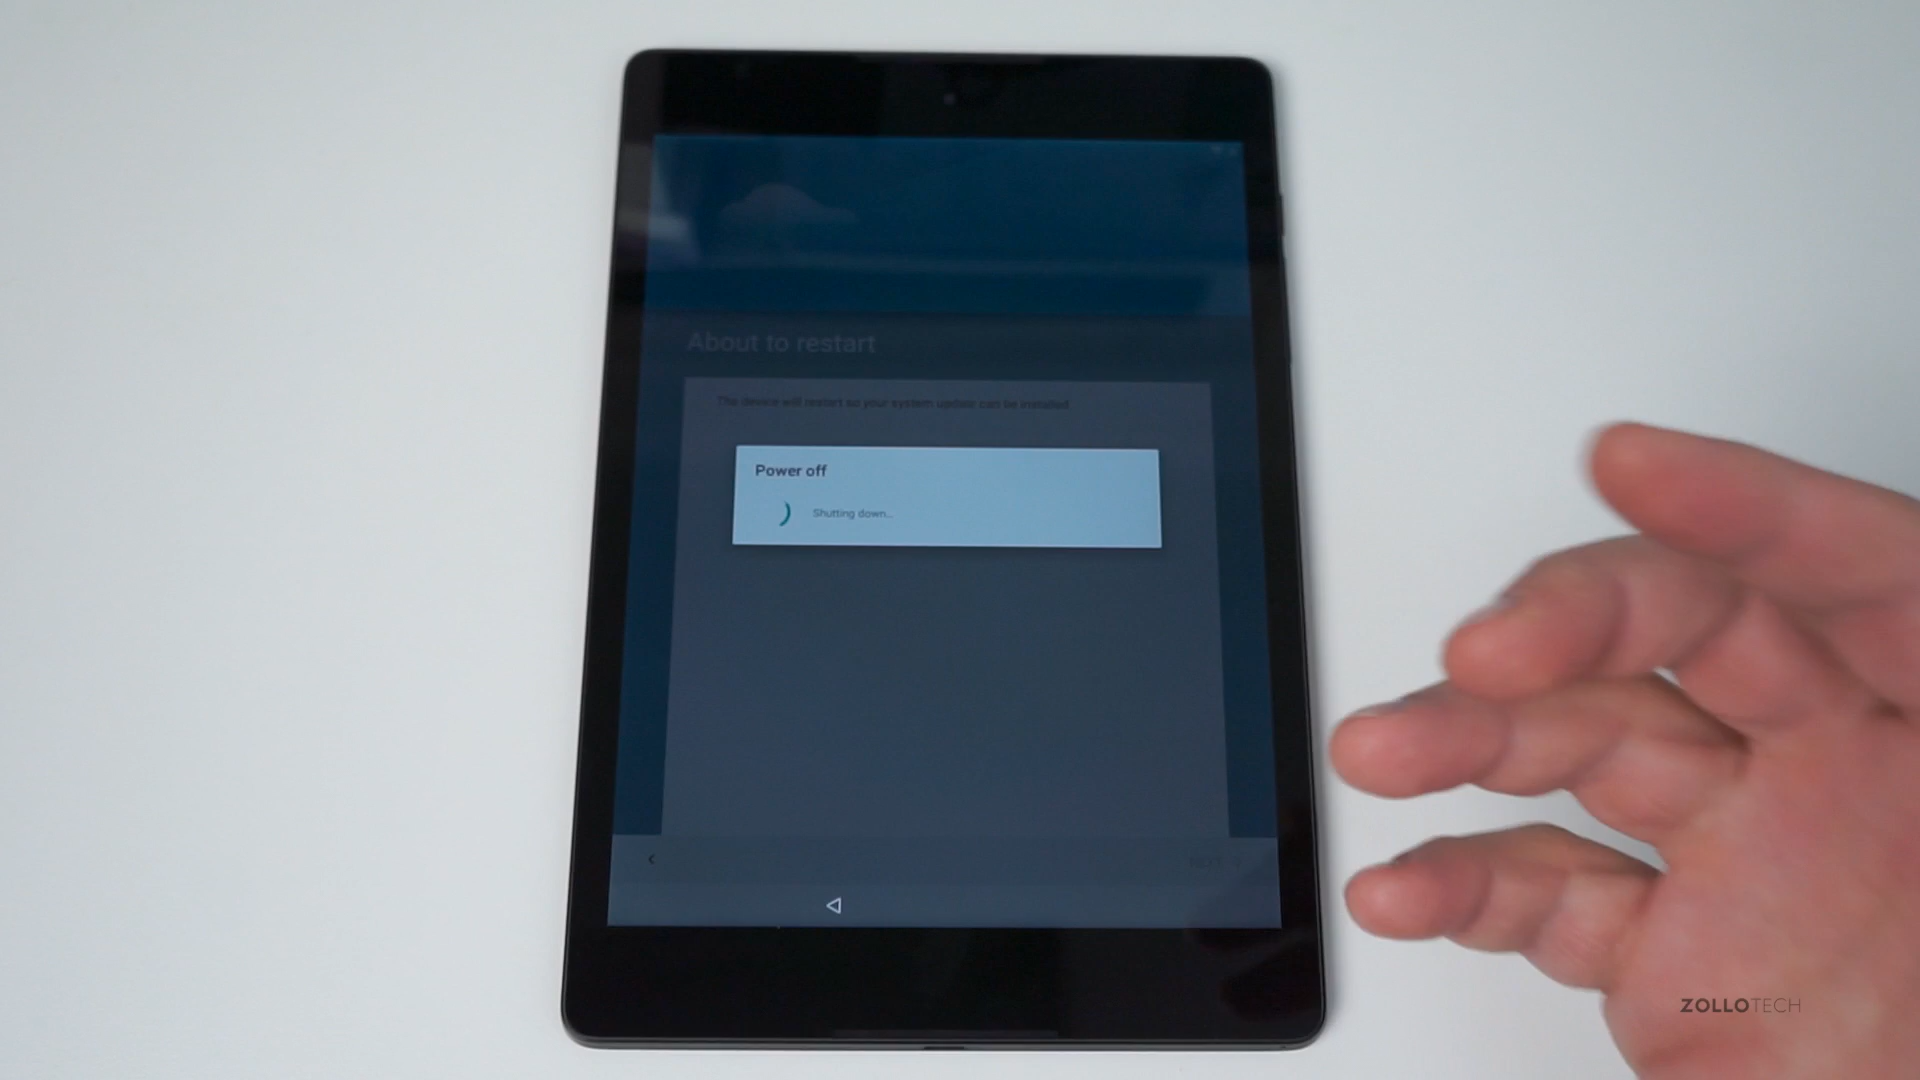 About to restart
The device will restart so your system update can be installed
Power off
Shutting down...
NEXT
ZOLLOTECH